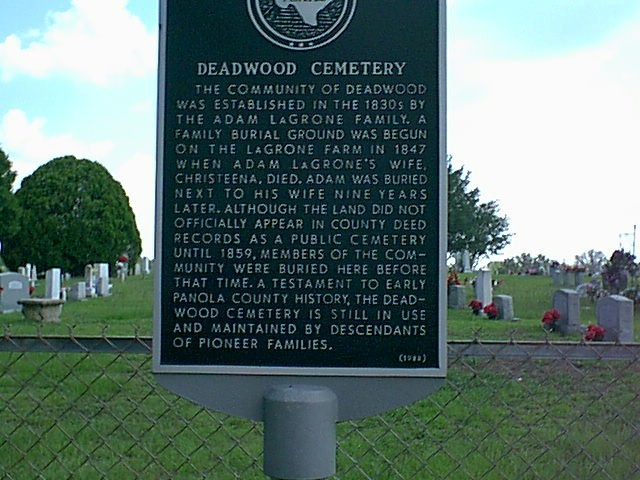 DEADWOOD CEMETERY
THE COMMUNITY OF DEADWOOD
WAS ESTABLISHED IN THE 1830s BY
THE ADAM LaGRONE FAMILY. A
FAMILY BURIAL GROUND WAS BEGUN
ON THE LaGRONE FARM IN 1847
WHEN ADAM LaGRONE'S WIFE,
CHRISTEENA, DIED. ADAM WAS BURIED
NEXT TO HIS WIFE NINE YEARS
LATER. ALTHOUGH THE LAND DID NOT
OFFICIALLY APPEAR IN COUNTY DEED
RECORDS AS A PUBLIC CEMETERY
UNTIL 1859, MEMBERS OF THE COM-
MUNITY WERE BURIED HERE BEFORE
THAT TIME. A TESTAMENT TO EARLY
PANOLA COUNTY HISTORY, THE DEAD-
WOOD CEMETERY IS STILL IN USE
AND MAINTAINED BY DESCENDANTS
OF PIONEER FAMILIES.
(1988)